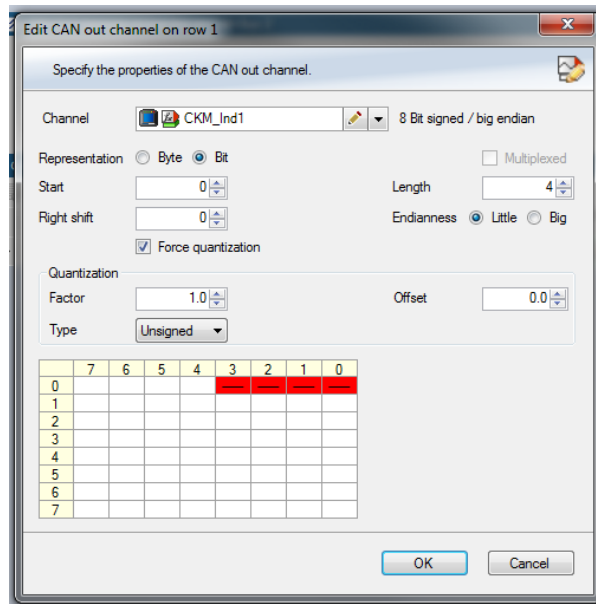 Edit CAN out channel on row 1
Specify the properties of the CAN out channel.
Channel CKM_Ind1 8 Bit signed / big endian
Representation Byte Bit Multiplexed
Start 0 Length 4
Right shift 0 Endianness Little Big
Force quantization
Quantization
Factor 1.0 Offset 0.0
Type Unsigned
7 6 5 4 3 2 1 0
0
1
2
3
4
5
6
7
OK Cancel